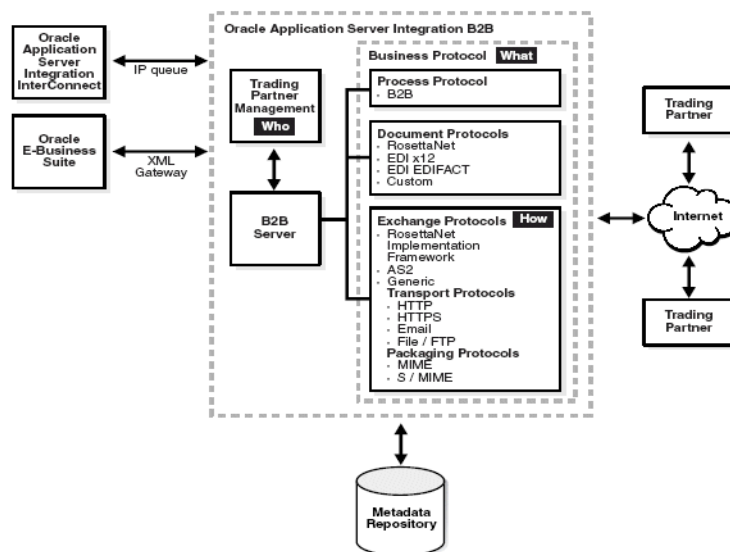 Oracle Application Server Integration B2B
Oracle
Application
Server
Integration
InterConnect
IP queue
Oracle
E-Business
Suite
XML
Gateway
Trading
Partner
Management
Who
B2B
Server
Business Protocol What
Process Protocol
· B2B
Document Protocols
· RosettaNet
· EDI x12
· EDI EDIFACT
· Custom
Exchange Protocols How
· RosettaNet
Implementation
Framework
· AS2
· Generic
Transport Protocols
· HTTP
· HTTPS
· Email
· File / FTP
Packaging Protocols
· MIME
· S / MIME
Trading
Partner
Internet
Trading
Partner
Metadata
Repository